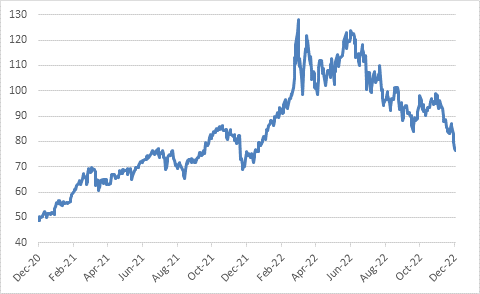 130
120
110
100
90
80
70
60
50
40
Dec-20
Feb-21
Apr-21
Jun-21
Aug-21
Oct-21
Dec-21
Feb-22
Apr-22
Jun-22
Aug-22
Oct-22
Dec-22